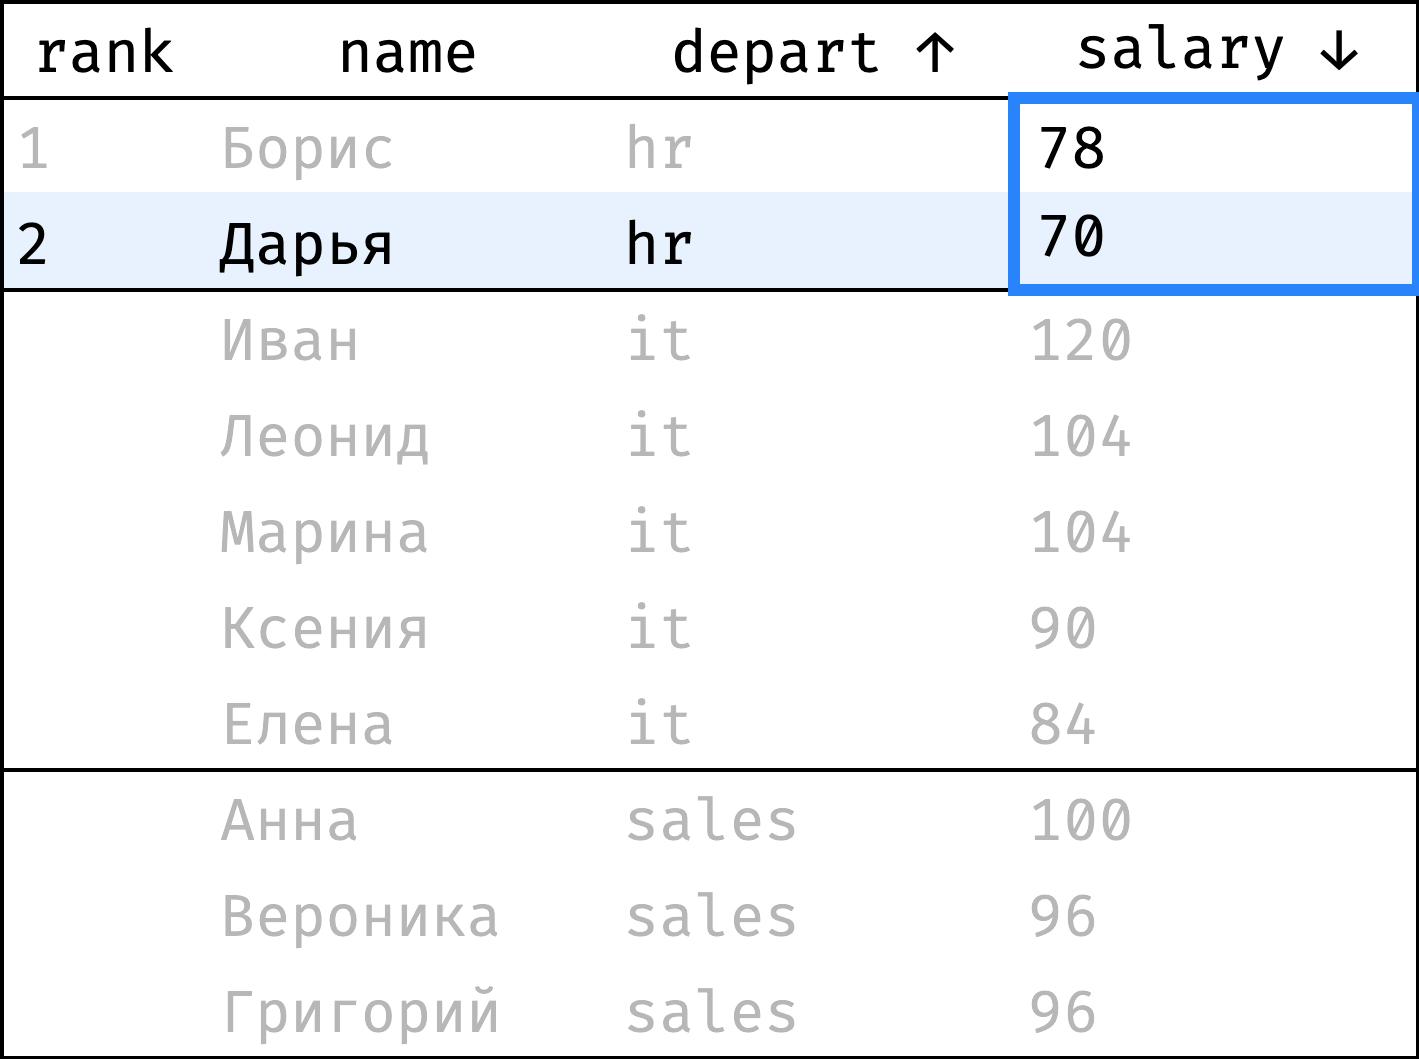 rank name depart ↑ salary ↓
1 Борис hr 78
2 Дарья hr 70
Иван it 120
Леонид it 104
Марина it 104
Ксения it 90
Елена it 84
Анна sales 100
Вероника sales 96
Григорий sales 96